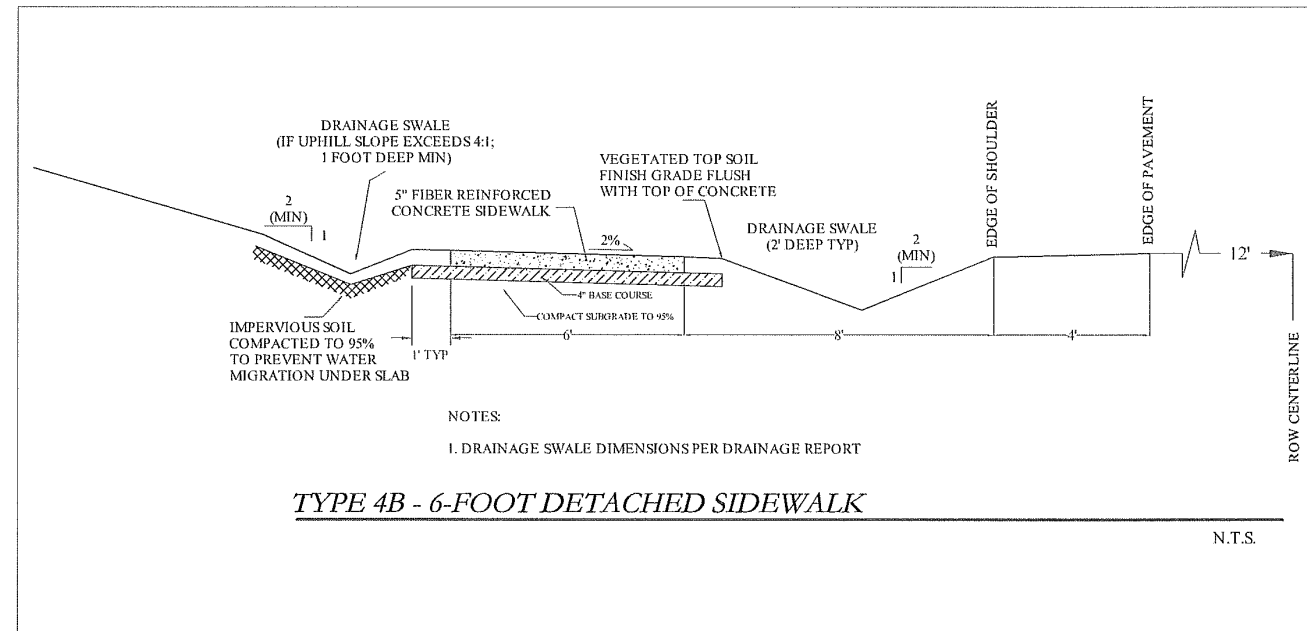 DRAINAGE SWALE
(IF UPHILL SLOPE EXCEEDS 4:1;
1 FOOT DEEP MIN)
2
(MIN)
1
5" FIBER REINFORCED
CONCRETE SIDEWALK
VEGETATED TOP SOIL
FINISH GRADE FLUSH
WITH TOP OF CONCRETE
2%
DRAINAGE SWALE
(2' DEEP TYP)
2
(MIN)
1
EDGE OF SHOULDER
EDGE OF PAVEMENT
12'
ROW CENTERLINE
4" BASE COURSE
COMPACT SUBGRADE TO 95%
IMPERVIOUS SOIL
COMPACTED TO 95%
TO PREVENT WATER
MIGRATION UNDER SLAB
1' TYP
6'
8'
4'
NOTES:
1. DRAINAGE SWALE DIMENSIONS PER DRAINAGE REPORT
TYPE 4B - 6-FOOT DETACHED SIDEWALK
N.T.S.